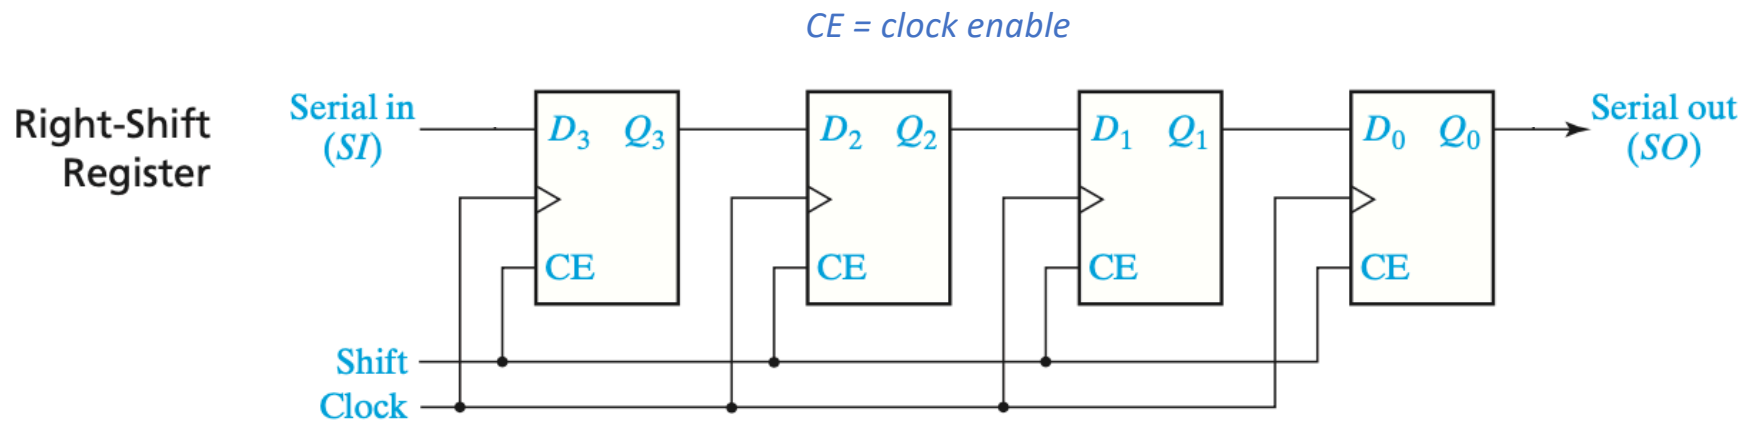 CE = clock enable
Right-Shift
Register
Serial in
(SI)
D₃ Q₃
D₂ Q₂
D₁ Q₁
D₀ Q₀
Serial out
(SO)
CE
CE
CE
CE
Shift
Clock